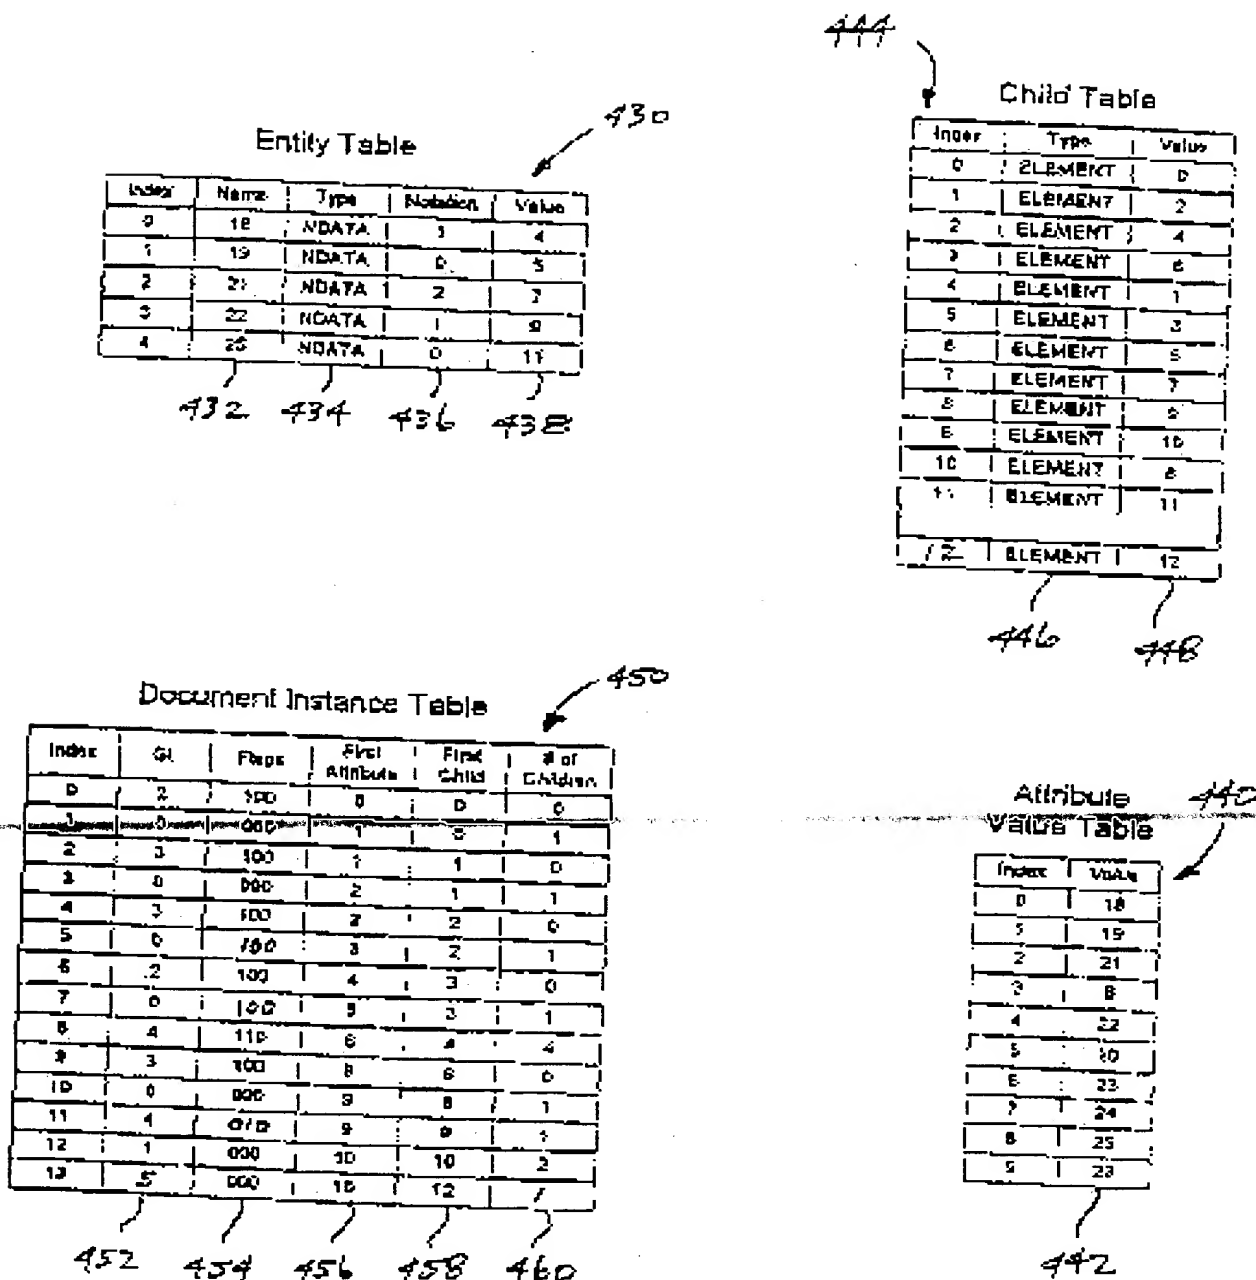 444
Child Table
Index Type Value
0 ELEMENT 0
1 ELEMENT 2
2 ELEMENT 4
3 ELEMENT 6
4 ELEMENT 1
5 ELEMENT 3
6 ELEMENT 5
7 ELEMENT 7
8 ELEMENT 9
9 ELEMENT 10
10 ELEMENT 8
11 ELEMENT 11
12 ELEMENT 12
446 448
430
Entity Table
Index Name Type Notation Value
0 18 NDATA 1 4
1 19 NDATA 0 5
2 21 NDATA 2 7
3 22 NDATA 1 9
4 NDATA 0 11
432 434 436 438
450
Document Instance Table
Index GI Flags First Attribute First Child # of Children
0 2 100 0 0 0
1 0 000 1 0 1
2 3 100 1 1 0
3 0 000 2 1 1
4 3 100 2 2 0
5 0 100 3 2 1
6 2 100 4 3 0
7 0 100 5 3 1
8 4 110 6 4 4
9 3 100 8 0
10 0 000 9 8 1
11 4 010 9 9 1
12 1 000 10 10 2
13 5 000 10 12 1
452 454 456 458 460
440
Attribute
Value Table
Index Value
0 18
1 19
2 21
3 8
4 22
5 10
6 23
7 24
8 25
9 23
442